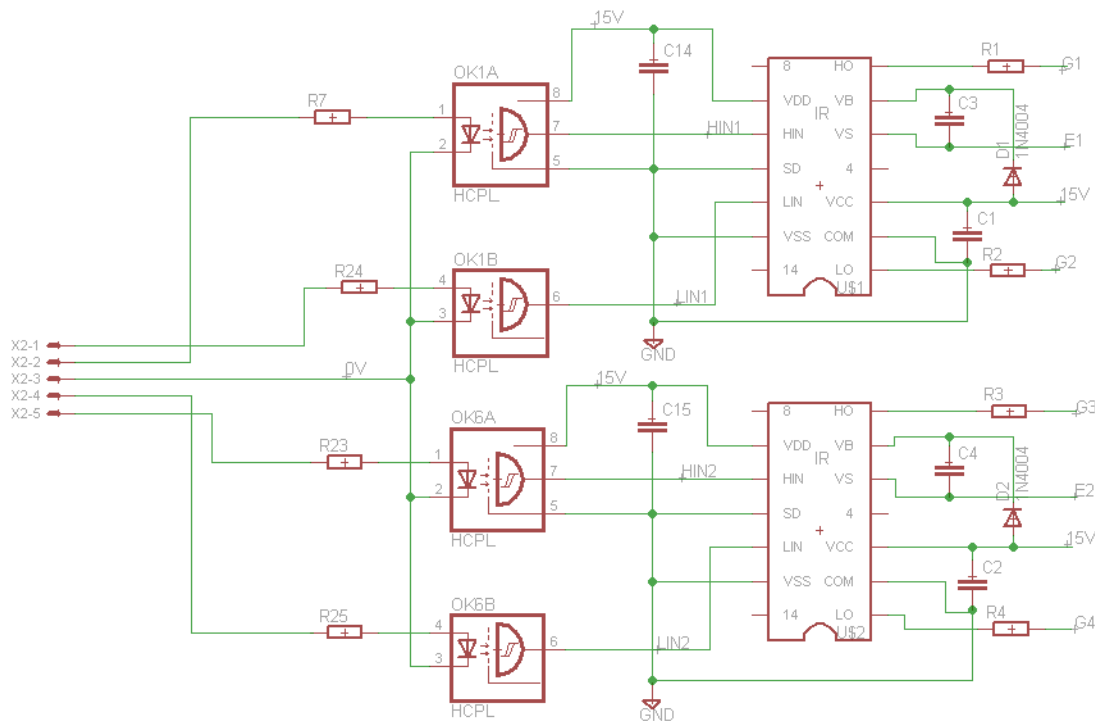 15V
C14
R1
G1
OK1A
8
8
HO
R7
1
VDD
VB
C3
IR
7
HIN1
HIN
VS
2
E1
D1
1N4004
5
SD
4
HCPL
LIN
VCC
15V
C1
OK1B
VSS
COM
R24
R2
4
14
LO
G2
U$1
6
LIN1
3
X2-1
HCPL
GND
X2-2
X2-3
0V
15V
X2-4
R3
X2-5
G3
OK6A
C15
8
HO
8
R23
1
VDD
VB
C4
IR
7
HIN2
HIN
VS
D2
1N4004
2
E2
5
SD
4
HCPL
LIN
VCC
15V
C2
VSS
COM
OK6B
R25
4
14
LO
R4
G4
U$2
6
LIN2
3
HCPL
GND